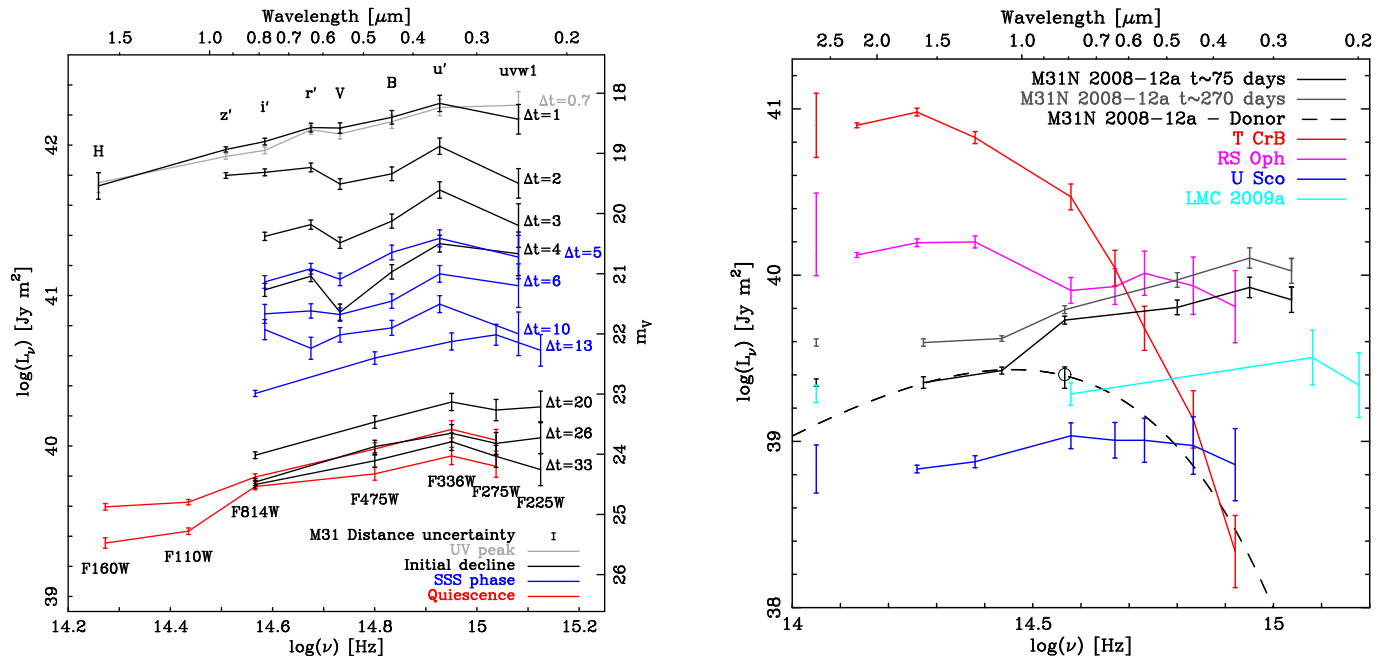 Wavelength [μm]
1.5 1.0 0.8 0.7 0.6 0.5 0.4 0.3 0.2
log(Lν) [Jy m²]
42
41
40
39
18
19
20
21
22
23
24
25
26
mV
H
z'
i'
r'
V
B
u'
uvw1
Δt=0.7
Δt=1
Δt=2
Δt=3
Δt=4
Δt=5
Δt=6
Δt=10
Δt=13
Δt=20
Δt=26
Δt=33
F160W
F110W
F814W
F475W
F336W
F275W
F225W
M31 Distance uncertainty
UV peak
Initial decline
SSS phase
Quiescence
14.2 14.4 14.6 14.8 15 15.2
log(ν) [Hz]
Wavelength [μm]
2.5 2.0 1.5 1.0 0.7 0.6 0.5 0.4 0.3 0.2
log(Lν) [Jy m²]
41
40
39
38
M31N 2008-12a t~75 days
M31N 2008-12a t~270 days
M31N 2008-12a - Donor
T CrB
RS Oph
U Sco
LMC 2009a
14 14.5 15
log(ν) [Hz]